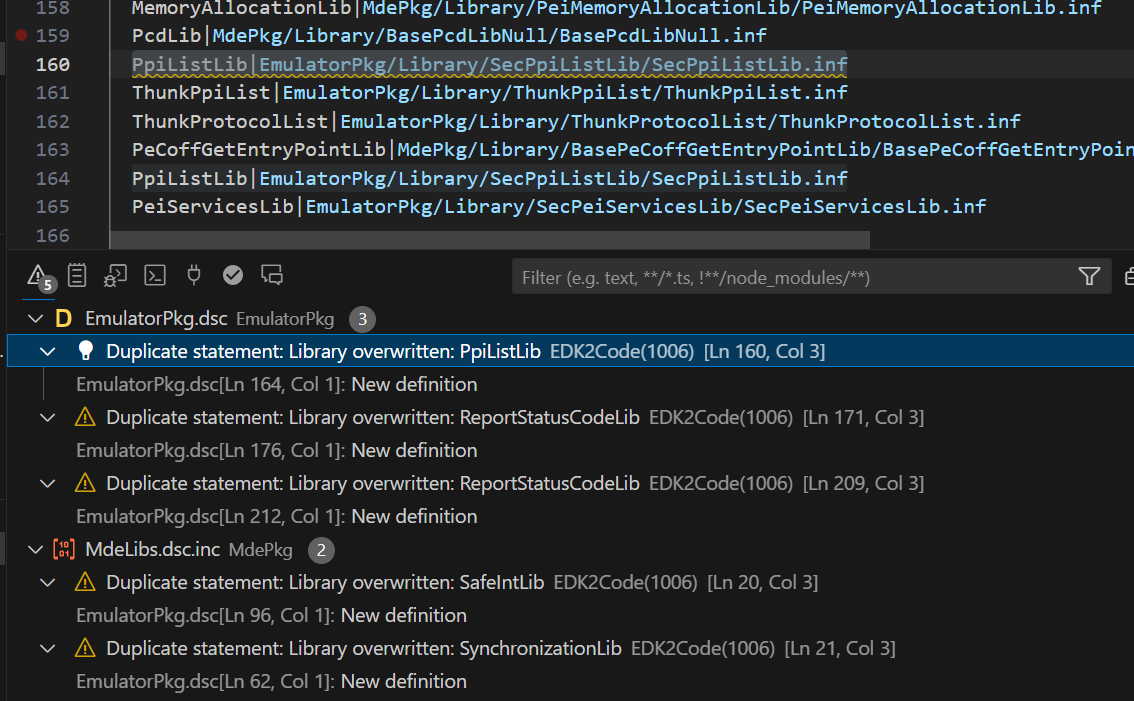 158 MemoryAllocationLib|MdePkg/Library/PeiMemoryAllocationLib/PeiMemoryAllocationLib.inf
159 PcdLib|MdePkg/Library/BasePcdLibNull/BasePcdLibNull.inf
160 PpiListLib|EmulatorPkg/Library/SecPpiListLib/SecPpiListLib.inf
161 ThunkPpiList|EmulatorPkg/Library/ThunkPpiList/ThunkPpiList.inf
162 ThunkProtocolList|EmulatorPkg/Library/ThunkProtocolList/ThunkProtocolList.inf
163 PeCoffGetEntryPointLib|MdePkg/Library/BasePeCoffGetEntryPointLib/BasePeCoffGetEntryPoin
164 PpiListLib|EmulatorPkg/Library/SecPpiListLib/SecPpiListLib.inf
165 PeiServicesLib|EmulatorPkg/Library/SecPeiServicesLib/SecPeiServicesLib.inf
166
5 Filter (e.g. text, **/*.ts, !**/node_modules/**)
D EmulatorPkg.dsc EmulatorPkg 3
Duplicate statement: Library overwritten: PpiListLib EDK2Code(1006) [Ln 160, Col 3]
EmulatorPkg.dsc[Ln 164, Col 1]: New definition
Duplicate statement: Library overwritten: ReportStatusCodeLib EDK2Code(1006) [Ln 171, Col 3]
EmulatorPkg.dsc[Ln 176, Col 1]: New definition
Duplicate statement: Library overwritten: ReportStatusCodeLib EDK2Code(1006) [Ln 209, Col 3]
EmulatorPkg.dsc[Ln 212, Col 1]: New definition
MdeLibs.dsc.inc MdePkg 2
Duplicate statement: Library overwritten: SafeIntLib EDK2Code(1006) [Ln 20, Col 3]
EmulatorPkg.dsc[Ln 96, Col 1]: New definition
Duplicate statement: Library overwritten: SynchronizationLib EDK2Code(1006) [Ln 21, Col 3]
EmulatorPkg.dsc[Ln 62, Col 1]: New definition